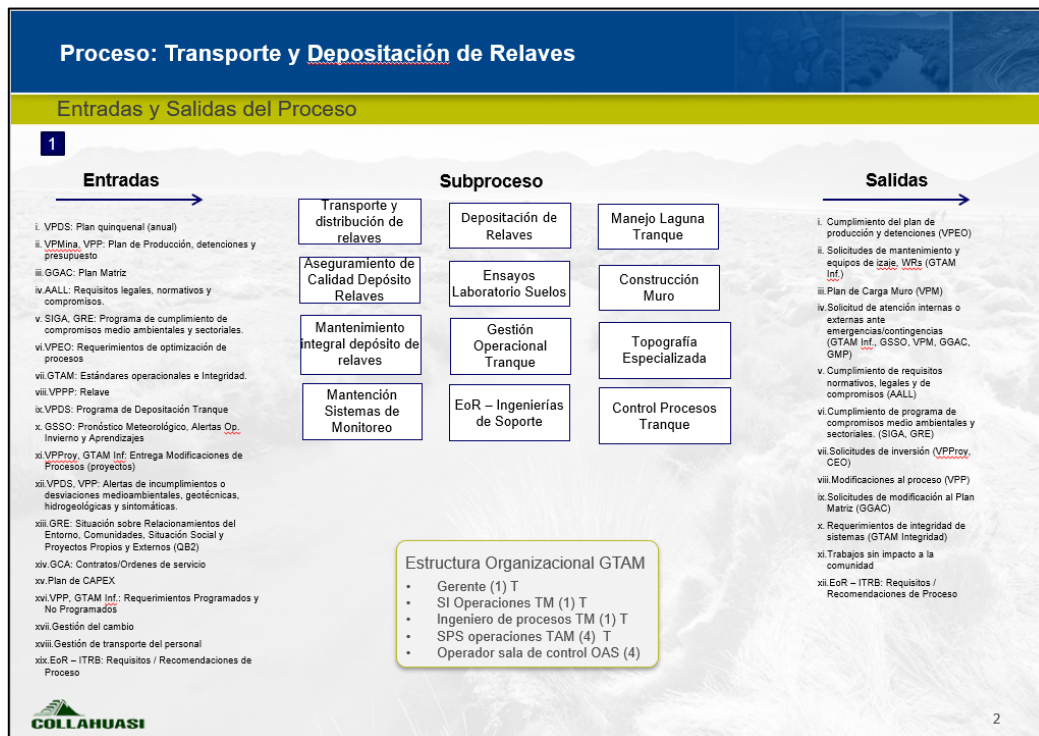 Proceso: Transporte y Depositación de Relaves
Entradas y Salidas del Proceso
1
Entradas
i. VPDS: Plan quinquenal (anual)
ii. VPMina, VPP: Plan de Producción, detenciones y
presupuesto
iii.GGAC: Plan Matriz
iv.AALL: Requisitos legales, normativos y
compromisos.
v. SIGA, GRE: Programa de cumplimiento de
compromisos medio ambientales y sectoriales.
vi.VPEO: Requerimientos de optimización de
procesos
vii.GTAM: Estándares operacionales e Integridad.
viii.VPPP: Relave
ix.VPDS: Programa de Depositación Tranque
x. GSSO: Pronóstico Meteorológico, Alertas Op.
Invierno y Aprendizajes
xi.VPProy, GTAM Inf: Entrega Modificaciones de
Procesos (proyectos)
xii.VPDS, VPP: Alertas de incumplimientos o
desviaciones medioambientales, geotécnicas,
hidrogeológicas y sintomáticas.
xiii.GRE: Situación sobre Relacionamientos del
Entorno, Comunidades, Situación Social y
Proyectos Propios y Externos (QB2)
xiv.GCA: Contratos/Ordenes de servicio
xv.Plan de CAPEX
xvi.VPP, GTAM Inf.: Requerimientos Programados y
No Programados
xvii.Gestión del cambio
xviii.Gestión de transporte del personal
xix.EoR – ITRB: Requisitos / Recomendaciones de
Proceso
Subproceso
Transporte y
distribución de
relaves
Depositación de
Relaves
Manejo Laguna
Tranque
Aseguramiento de
Calidad Depósito
Relaves
Ensayos
Laboratorio Suelos
Construcción
Muro
Mantenimiento
integral depósito de
relaves
Gestión
Operacional
Tranque
Topografía
Especializada
Mantención
Sistemas de
Monitoreo
EoR – Ingenierías
de Soporte
Control Procesos
Tranque
Estructura Organizacional GTAM
• Gerente (1) T
• SI Operaciones TM (1) T
• Ingeniero de procesos TM (1) T
• SPS operaciones TAM (4) T
• Operador sala de control OAS (4)
Salidas
i. Cumplimiento del plan de
producción y detenciones (VPEO)
ii. Solicitudes de mantenimiento y
equipos de izaje, WRs (GTAM
Inf.)
iii.Plan de Carga Muro (VPM)
iv.Solicitud de atención internas o
externas ante
emergencias/contingencias
(GTAM Inf., GSSO, VPM, GGAC,
GMP)
v. Cumplimiento de requisitos
normativos, legales y de
compromisos (AALL)
vi.Cumplimiento de programa de
compromisos medio ambientales y
sectoriales. (SIGA, GRE)
vii.Solicitudes de inversión (VPProy,
CEO)
viii.Modificaciones al proceso (VPP)
ix.Solicitudes de modificación al Plan
Matriz (GGAC)
x. Requerimientos de integridad de
sistemas (GTAM Integridad)
xi.Trabajos sin impacto a la
comunidad
xii.EoR – ITRB: Requisitos /
Recomendaciones de Proceso
COLLAHUASI
2